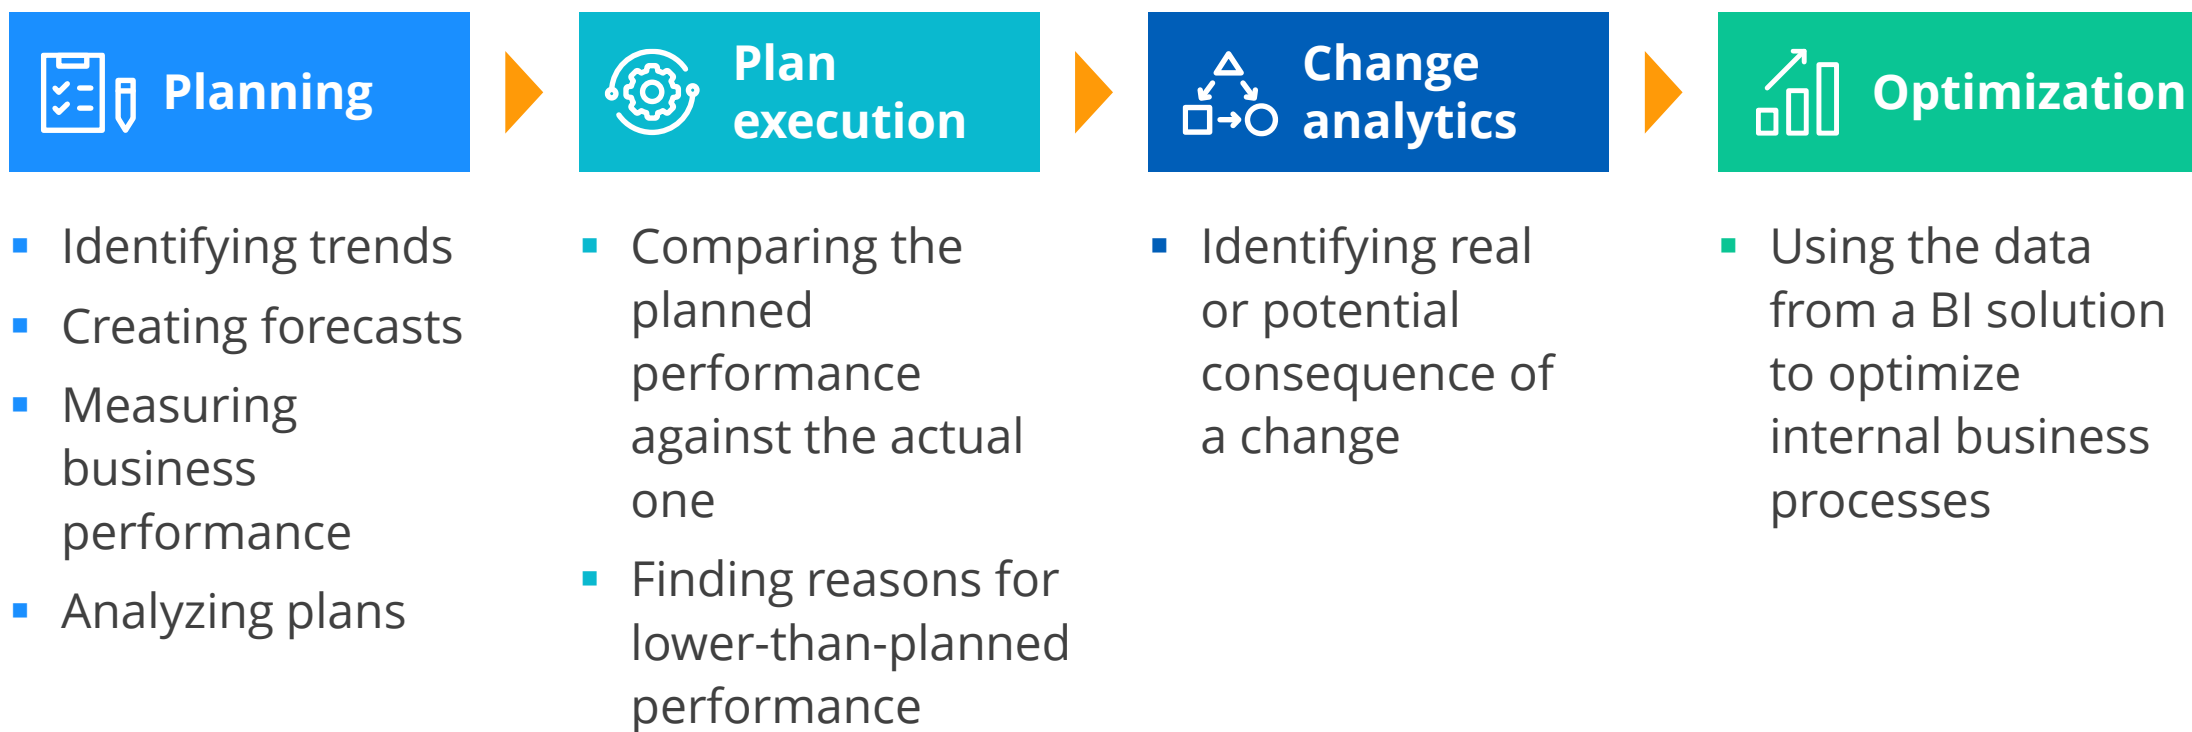 Planning
Identifying trends
Creating forecasts
Measuring
business
performance
Analyzing plans
Plan
execution
Comparing the
planned
performance
against the actual
one
Finding reasons for
lower-than-planned
performance
Change
analytics
Identifying real
or potential
consequence of
a change
Optimization
Using the data
from a BI solution
to optimize
internal business
processes